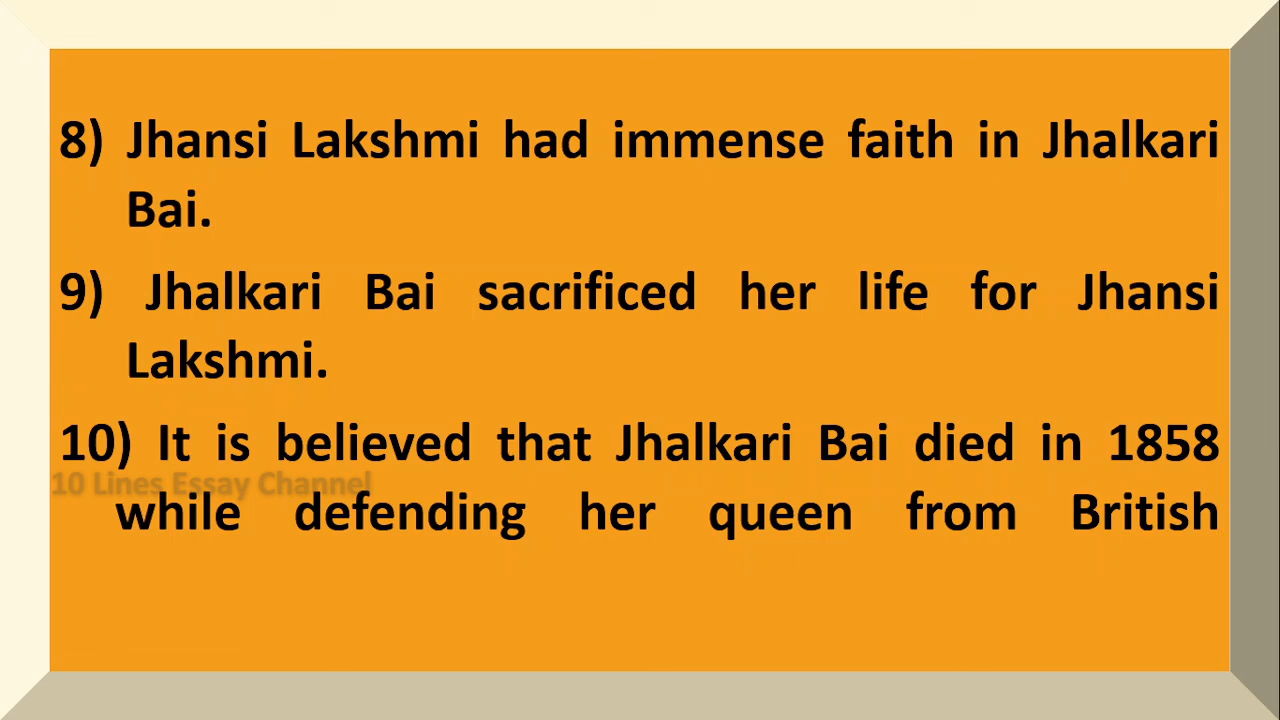 8) Jhansi Lakshmi had immense faith in Jhalkari
Bai.
9) Jhalkari Bai sacrificed her life for Jhansi
Lakshmi.
10) It is believed that Jhalkari Bai died in 1858
10 Lines Essay Channel
while defending her queen from British